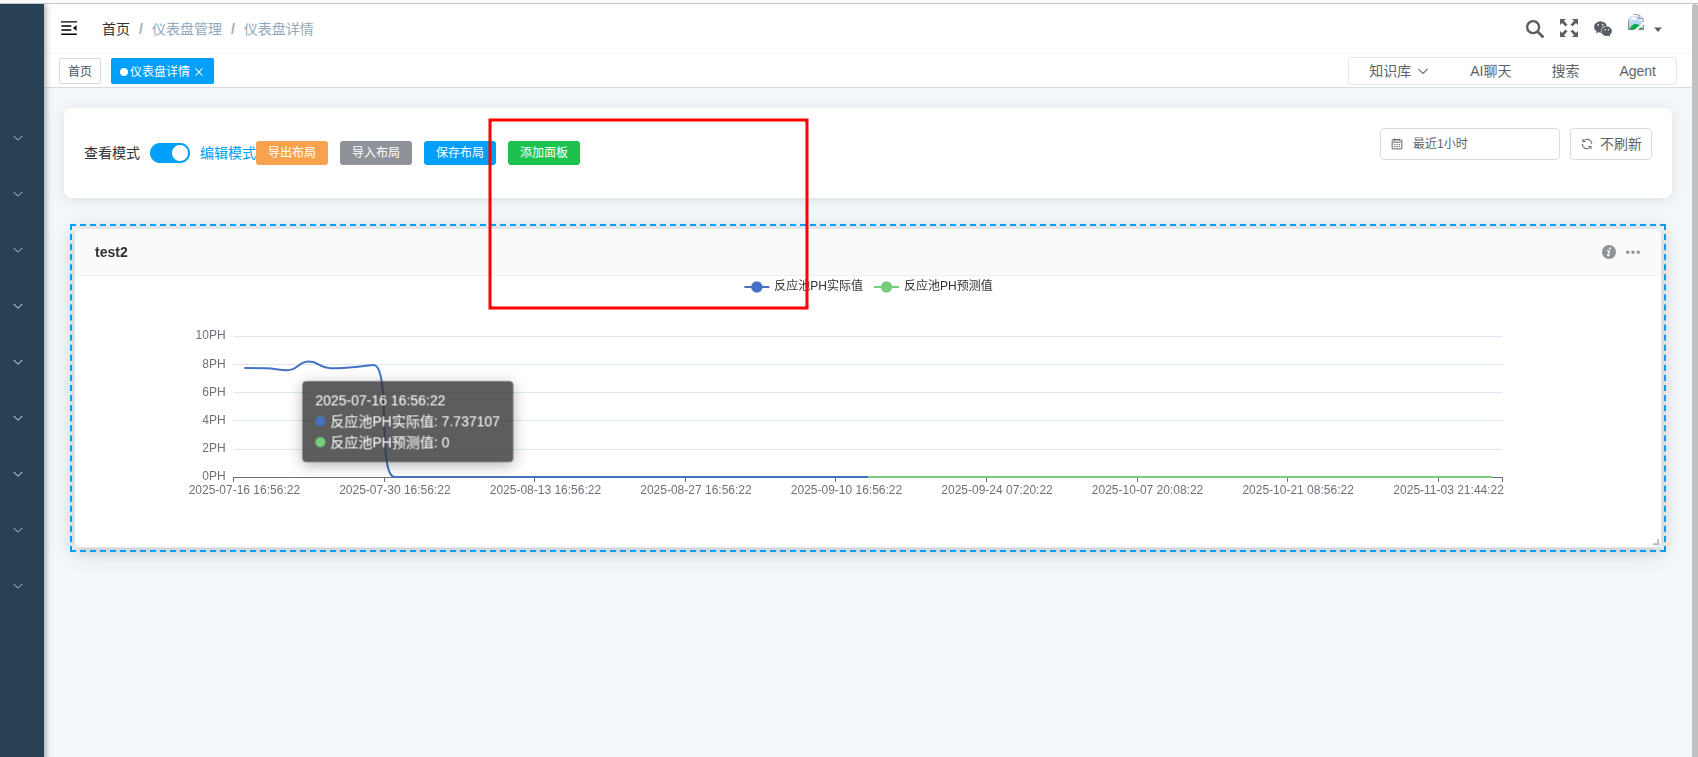 首页 / 仪表盘管理 / 仪表盘详情
首页
仪表盘详情
知识库
AI聊天
搜索
Agent
查看模式
编辑模式
导出布局
导入布局
保存布局
添加面板
最近1小时
不刷新
test2
反应池PH实际值
反应池PH预测值
10PH
8PH
6PH
4PH
2PH
0PH
2025-07-16 16:56:22
反应池PH实际值: 7.737107
反应池PH预测值: 0
2025-07-16 16:56:22
2025-07-30 16:56:22
2025-08-13 16:56:22
2025-08-27 16:56:22
2025-09-10 16:56:22
2025-09-24 07:20:22
2025-10-07 20:08:22
2025-10-21 08:56:22
2025-11-03 21:44:22